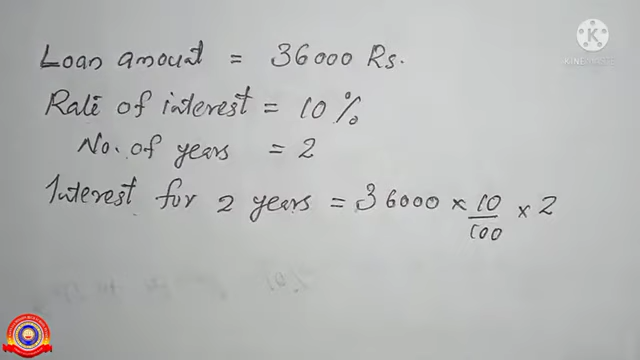 Loan amount = 36000 Rs.
Rate of interest = 10%
No. of years = 2
Interest for 2 years = 36000 × 10/100 × 2
K
KINEMASTER